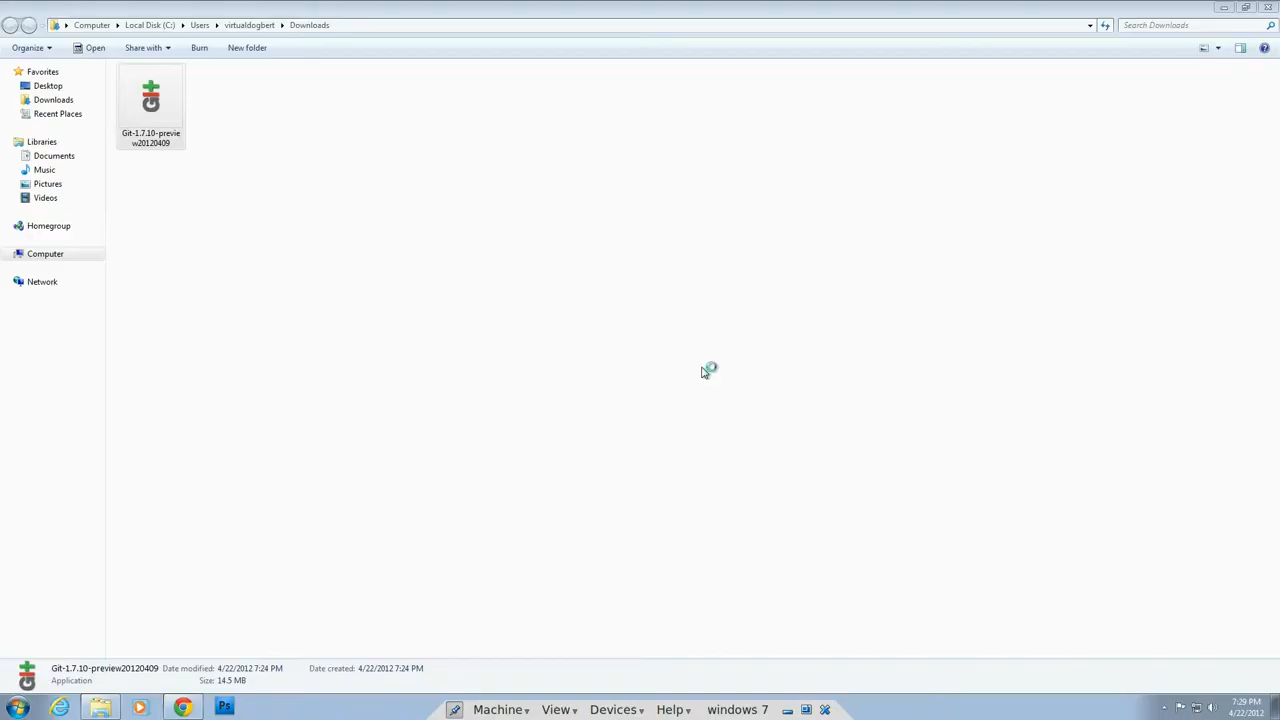 Computer Local Disk (C:) Users virtualdogbert Downloads Search Downloads
Organize Open Share with Burn New folder
Favorites
Desktop
Downloads
Recent Places
Libraries
Documents
Music
Pictures
Videos
Homegroup
Computer
Network
Git-1.7.10-previe
w20120409
Git-1.7.10-preview20120409 Date modified: 4/22/2012 7:24 PM Date created: 4/22/2012 7:24 PM
Application Size: 14.5 MB
Ps Machine View Devices Help windows 7
7:29 PM
4/22/2012